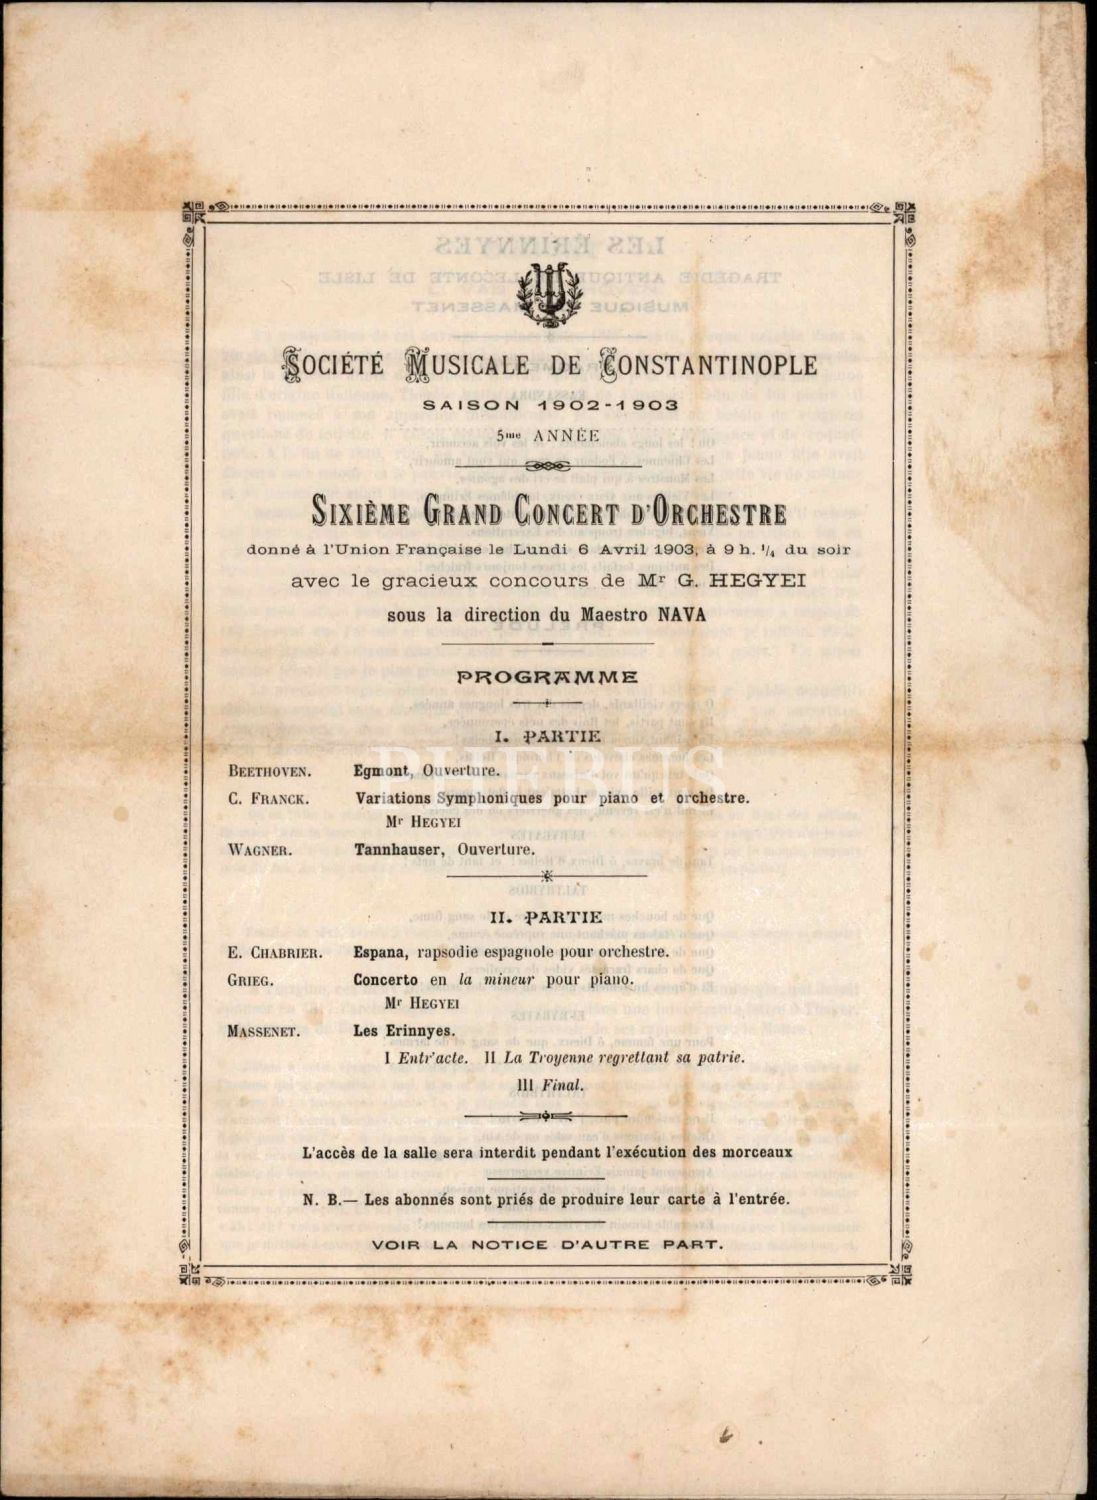 SOCIÉTÉ MUSICALE DE CONSTANTINOPLE
SAISON 1902-1903
5me ANNÉE
SIXIÈME GRAND CONCERT D'ORCHESTRE
donné à l'Union Française le Lundi 6 Avril 1903, à 9 h. 1/4 du soir
avec le gracieux concours de Mr G. HEGYEI
sous la direction du Maestro NAVA
PROGRAMME
I. PARTIE
PHEBUS
BEETHOVEN. Egmont, Ouverture.
C. FRANCK. Variations Symphoniques pour piano et orchestre.
Mr HEGYEI
WAGNER. Tannhauser, Ouverture.
II. PARTIE
E. CHABRIER. Espana, rapsodie espagnole pour orchestre.
GRIEG. Concerto en la mineur pour piano.
Mr HEGYEI
MASSENET. Les Erinnyes.
I Entr'acte. II La Troyenne regrettant sa patrie.
III Final.
L'accès de la salle sera interdit pendant l'exécution des morceaux
N. B.— Les abonnés sont priés de produire leur carte à l'entrée.
VOIR LA NOTICE D'AUTRE PART.